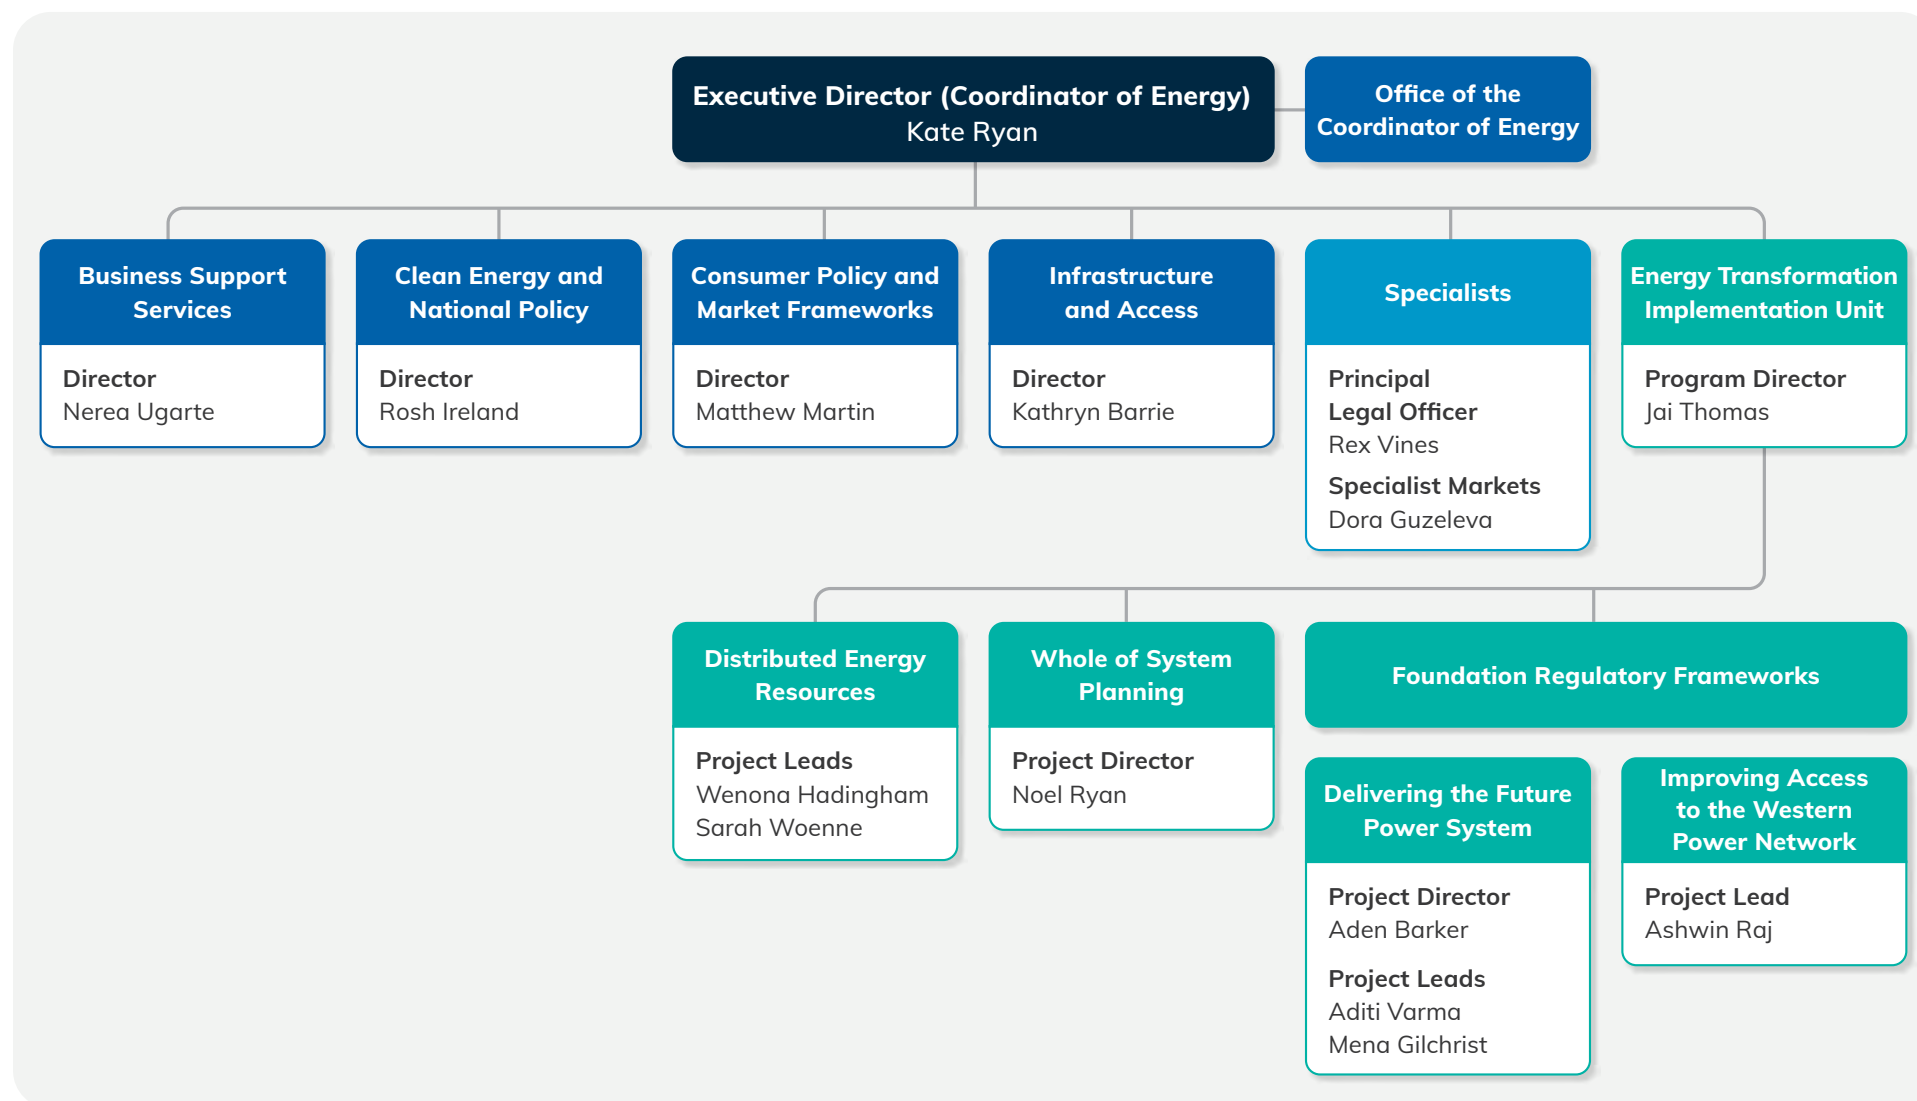 Executive Director (Coordinator of Energy)
Kate Ryan
Office of the
Coordinator of Energy
Business Support
Services
Director
Nerea Ugarte
Clean Energy and
National Policy
Director
Rosh Ireland
Consumer Policy and
Market Frameworks
Director
Matthew Martin
Infrastructure
and Access
Director
Kathryn Barrie
Specialists
Principal
Legal Officer
Rex Vines
Specialist Markets
Dora Guzeleva
Energy Transformation
Implementation Unit
Program Director
Jai Thomas
Distributed Energy
Resources
Project Leads
Wenona Hadingham
Sarah Woenne
Whole of System
Planning
Project Director
Noel Ryan
Foundation Regulatory Frameworks
Delivering the Future
Power System
Project Director
Aden Barker
Project Leads
Aditi Varma
Mena Gilchrist
Improving Access
to the Western
Power Network
Project Lead
Ashwin Raj